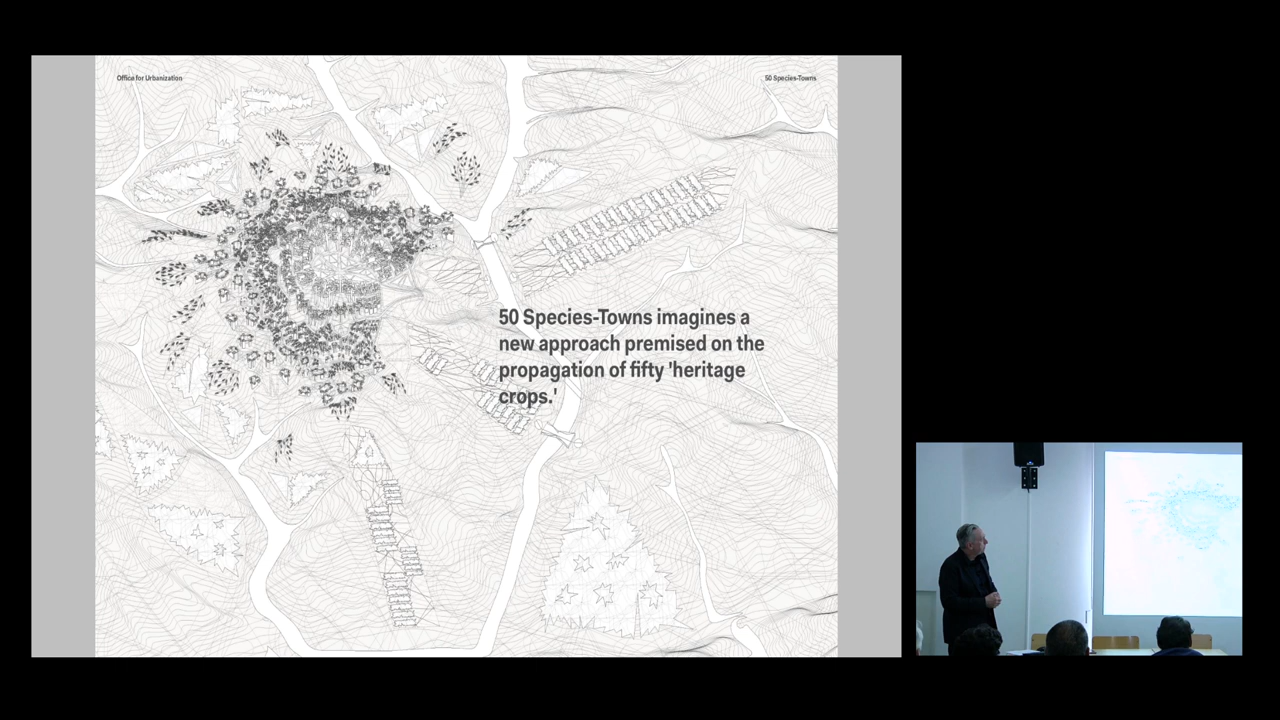 Office for Urbanization
50 Species-Towns
50 Species-Towns imagines a
new approach premised on the
propagation of fifty 'heritage
crops.'